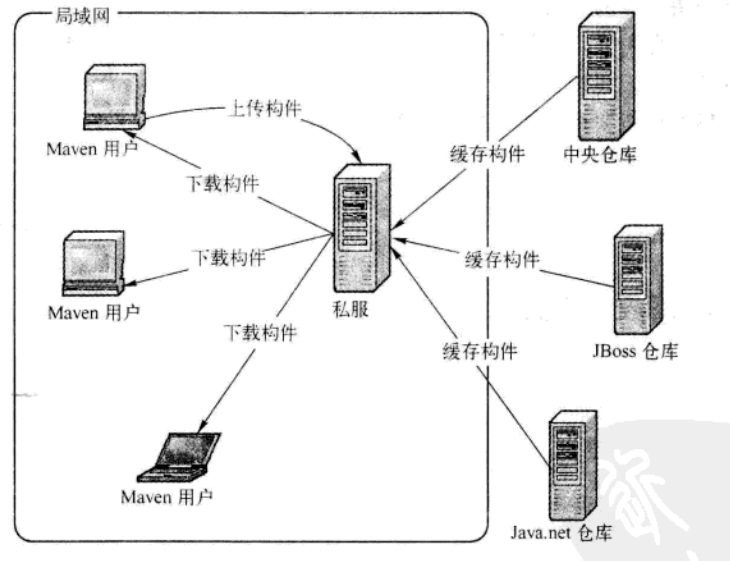 局域网
上传构件
Maven 用户
缓存构件
中央仓库
下载构件
下载构件
缓存构件
Maven 用户
私服
下载构件
缓存构件
JBoss 仓库
Maven 用户
Java.net 仓库